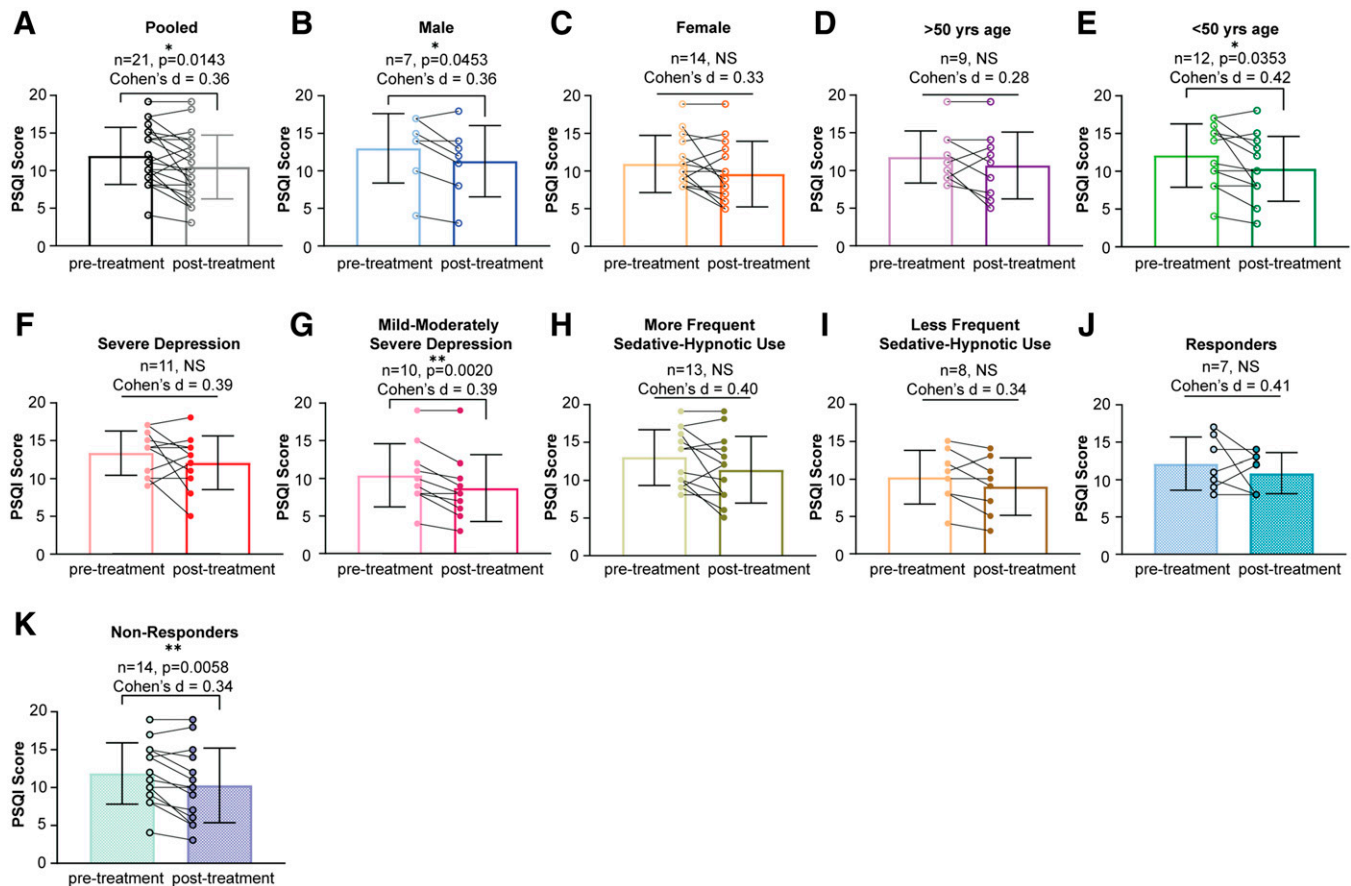 A
Pooled
*
n=21, p=0.0143
Cohen's d = 0.36
PSQI Score
20
15
10
5
0
pre-treatment post-treatment
B
Male
*
n=7, p=0.0453
Cohen's d = 0.36
PSQI Score
20
15
10
5
0
pre-treatment post-treatment
C
Female
n=14, NS
Cohen's d = 0.33
PSQI Score
20
15
10
5
0
pre-treatment post-treatment
D
>50 yrs age
n=9, NS
Cohen's d = 0.28
PSQI Score
20
15
10
5
0
pre-treatment post-treatment
E
<50 yrs age
*
n=12, p=0.0353
Cohen's d = 0.42
PSQI Score
20
15
10
5
0
pre-treatment post-treatment
F
Severe Depression
n=11, NS
Cohen's d = 0.39
PSQI Score
20
15
10
5
0
pre-treatment post-treatment
G
Mild-Moderately
Severe Depression
**
n=10, p=0.0020
Cohen's d = 0.39
PSQI Score
20
15
10
5
0
pre-treatment post-treatment
H
More Frequent
Sedative-Hypnotic Use
n=13, NS
Cohen's d = 0.40
PSQI Score
20
15
10
5
0
pre-treatment post-treatment
I
Less Frequent
Sedative-Hypnotic Use
n=8, NS
Cohen's d = 0.34
PSQI Score
20
15
10
5
0
pre-treatment post-treatment
J
Responders
n=7, NS
Cohen's d = 0.41
PSQI Score
20
15
10
5
0
pre-treatment post-treatment
K
Non-Responders
**
n=14, p=0.0058
Cohen's d = 0.34
PSQI Score
20
15
10
5
0
pre-treatment post-treatment